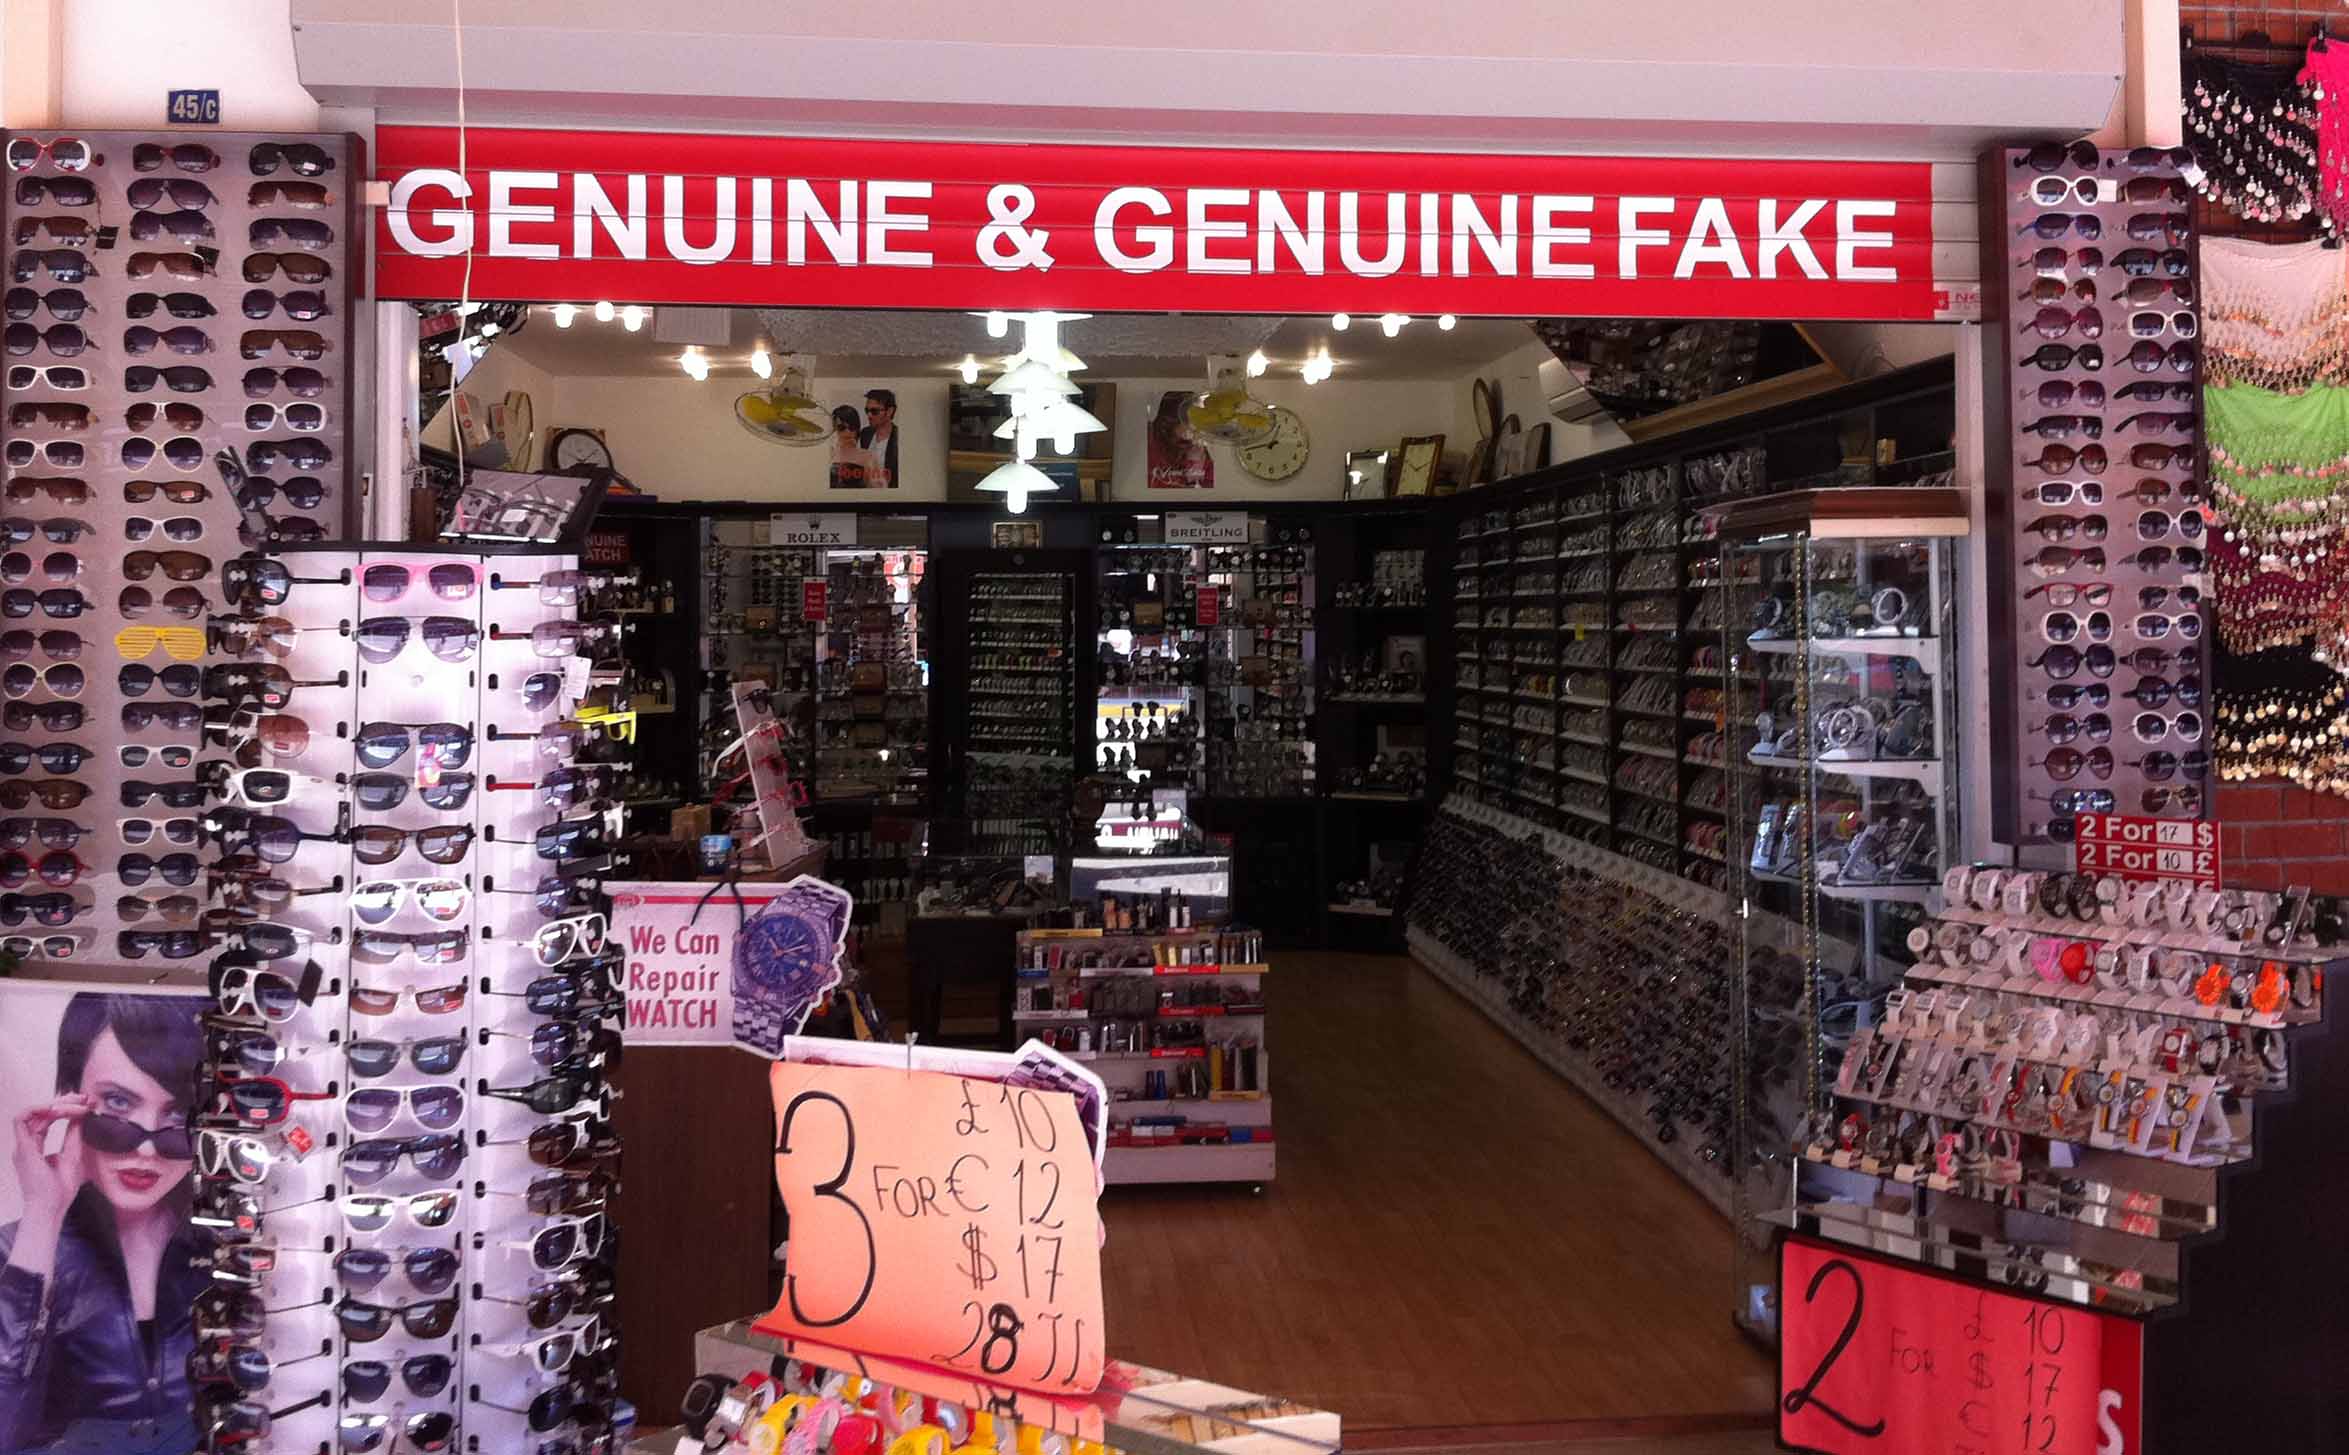 45/C
GENUINE & GENUINE FAKE
ROLEX
BREITLING
We Can
Repair
WATCH
3 FOR £ 10
€ 12
$ 17
28 TL
2 For 17 $
2 For 10 £
2 FOR £ 10
$ 17
€ 12